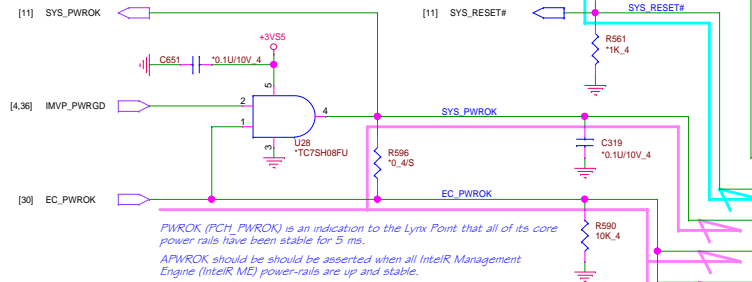 [11] SYS_PWROK
[11] SYS_RESET#
SYS_RESET#
+3VS5
R561
*1K_4
C651
*0.1U/10V_4
5
[4,36] IMVP_PWRGD
2
1
4
SYS_PWROK
3
U28
*TC7SH08FU
R596
*0_4/S
C319
*0.1U/10V_4
[30] EC_PWROK
EC_PWROK
R590
10K_4
PWROK (PCH_PWROK) is an indication to the Lynx Point that all of its core
power rails have been stable for 5 ms.
APWROK should be should be asserted when all IntelR Management
Engine (IntelR ME) power-rails are up and stable.